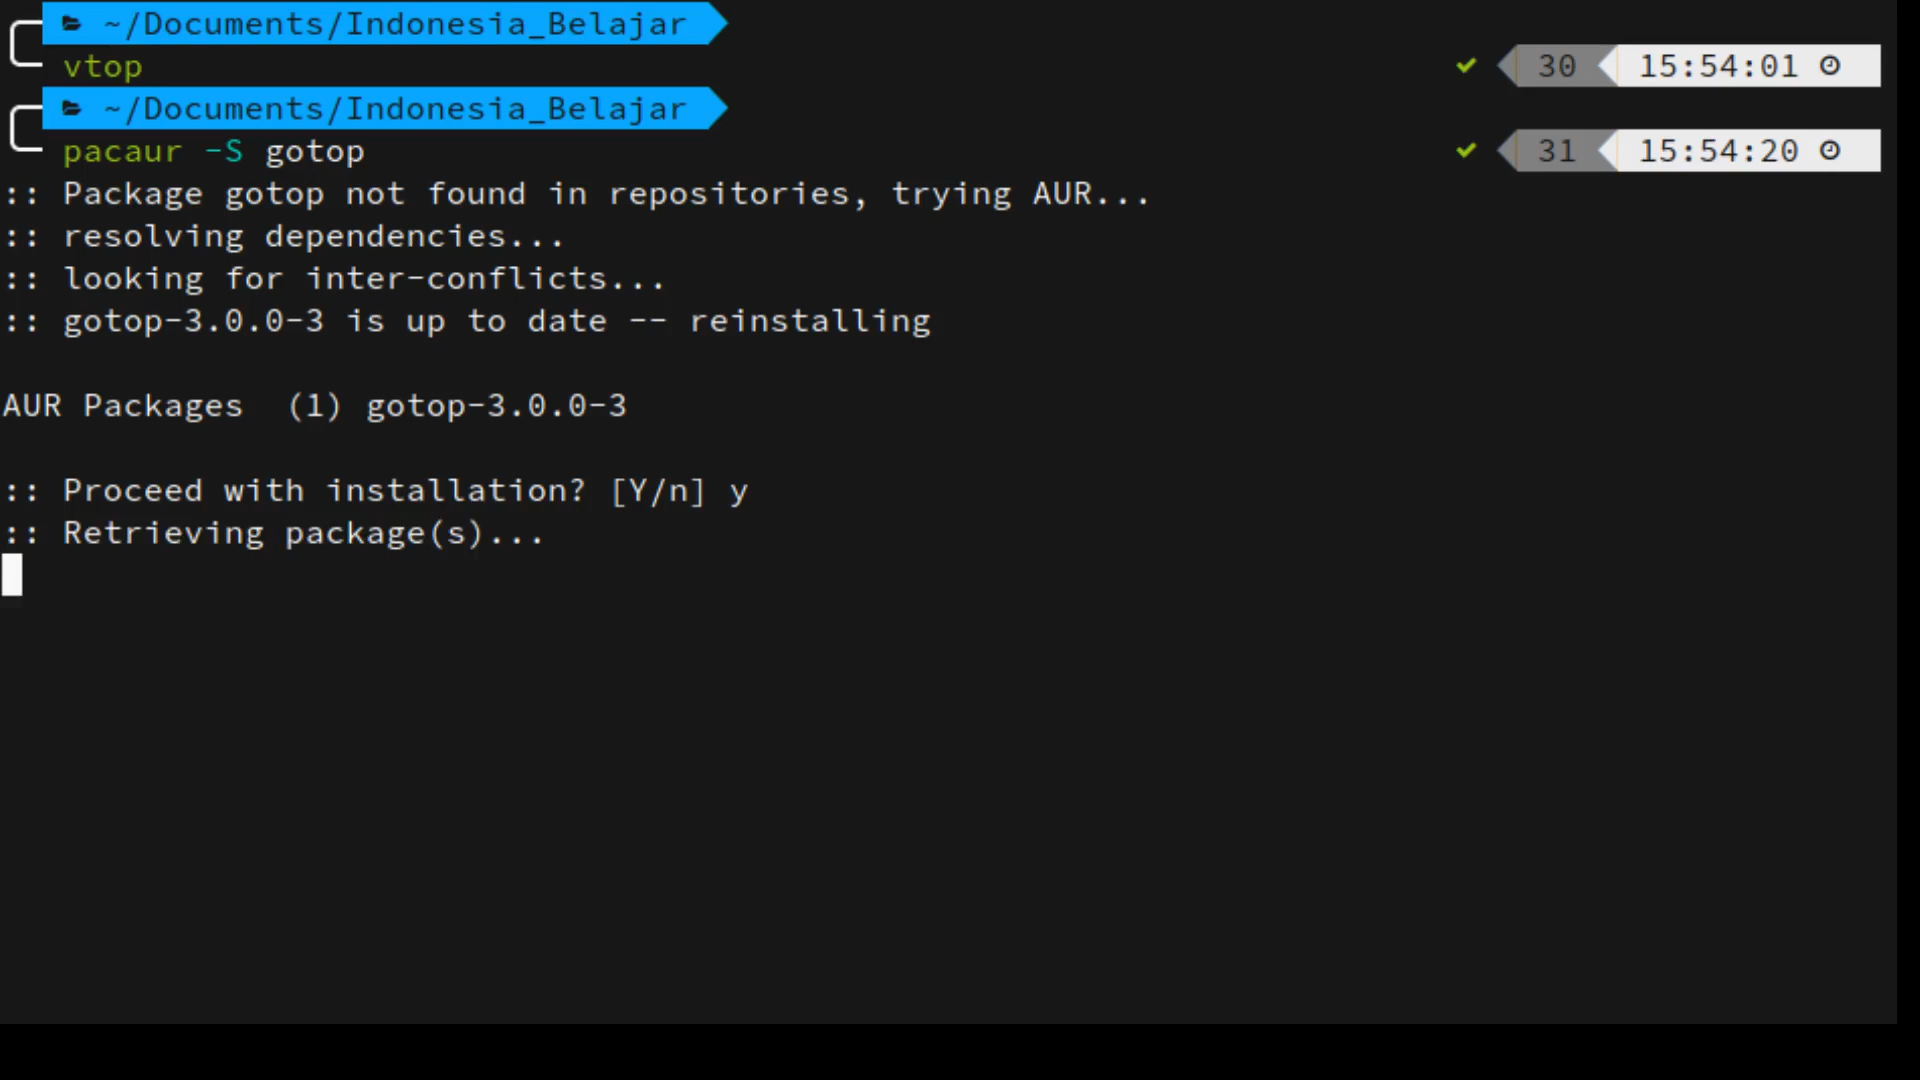 ~/Documents/Indonesia_Belajar
vtop 30 15:54:01
~/Documents/Indonesia_Belajar
pacaur -S gotop 31 15:54:20
:: Package gotop not found in repositories, trying AUR...
:: resolving dependencies...
:: looking for inter-conflicts...
:: gotop-3.0.0-3 is up to date -- reinstalling
AUR Packages  (1) gotop-3.0.0-3
:: Proceed with installation? [Y/n] y
:: Retrieving package(s)...